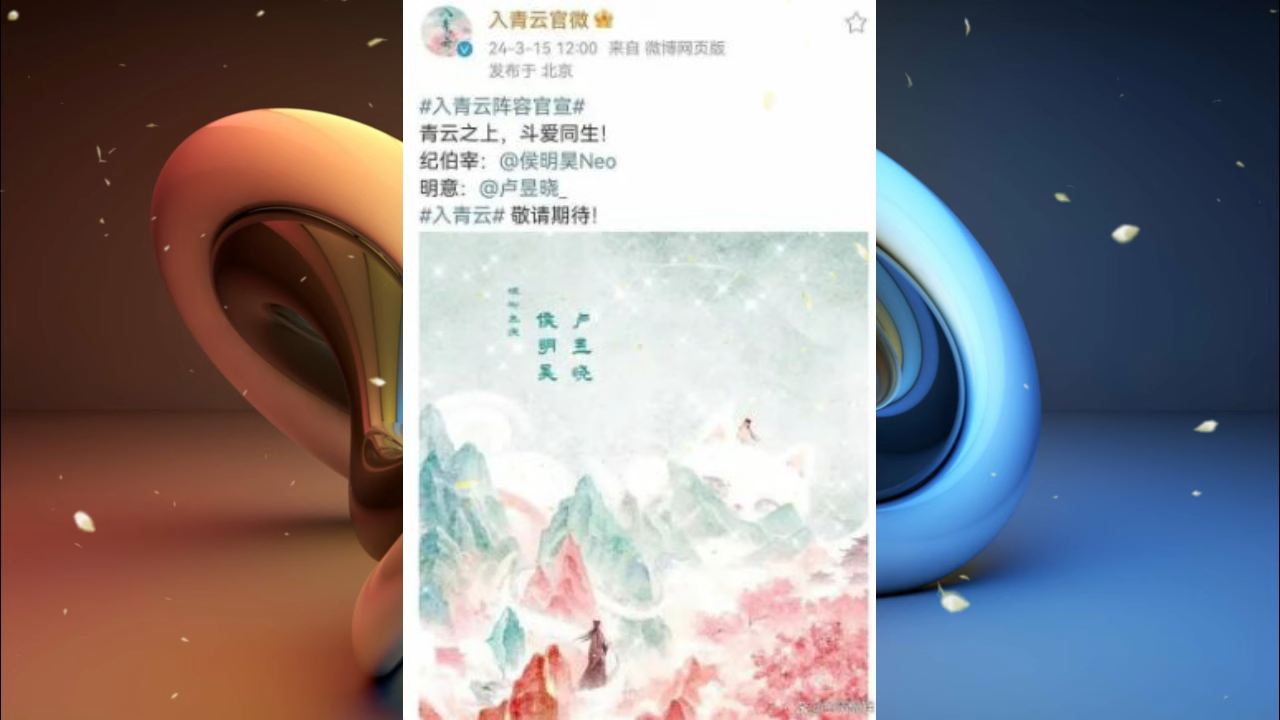 入青云官微
24-3-15 12:00 来自 微博网页版
发布于 北京
#入青云阵容官宣#
青云之上，斗爱同生！
纪伯宰：@侯明昊Neo
明意：@卢昱晓_
#入青云# 敬请期待！
卢昱晓
侯明昊